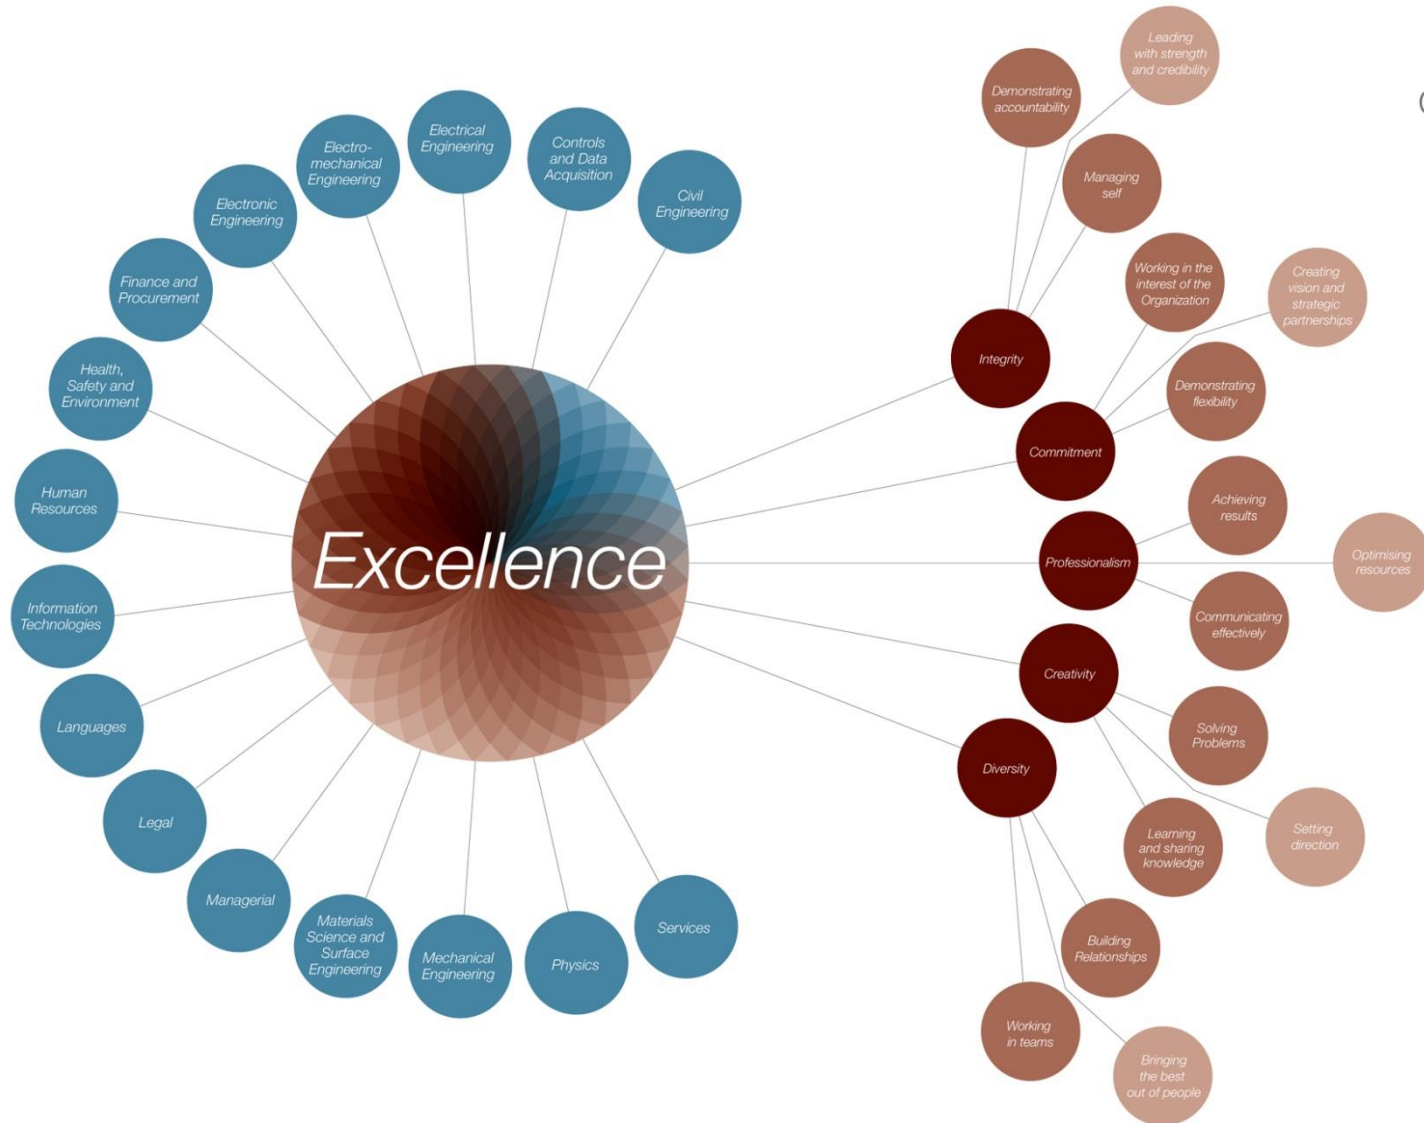 Excellence
Civil
Engineering
Controls
and Data
Acquisition
Electrical
Engineering
Electro-
mechanical
Engineering
Electronic
Engineering
Finance and
Procurement
Health,
Safety and
Environment
Human
Resources
Information
Technologies
Languages
Legal
Managerial
Materials
Science and
Surface
Engineering
Mechanical
Engineering
Physics
Services
Integrity
Demonstrating
accountability
Leading
with strength
and credibility
Managing
self
Commitment
Working in the
interest of the
Organization
Creating
vision and
strategic
partnerships
Demonstrating
flexibility
Professionalism
Achieving
results
Optimising
resources
Communicating
effectively
Creativity
Solving
Problems
Setting
direction
Learning
and sharing
knowledge
Diversity
Building
Relationships
Bringing
the best
out of people
Working
in teams